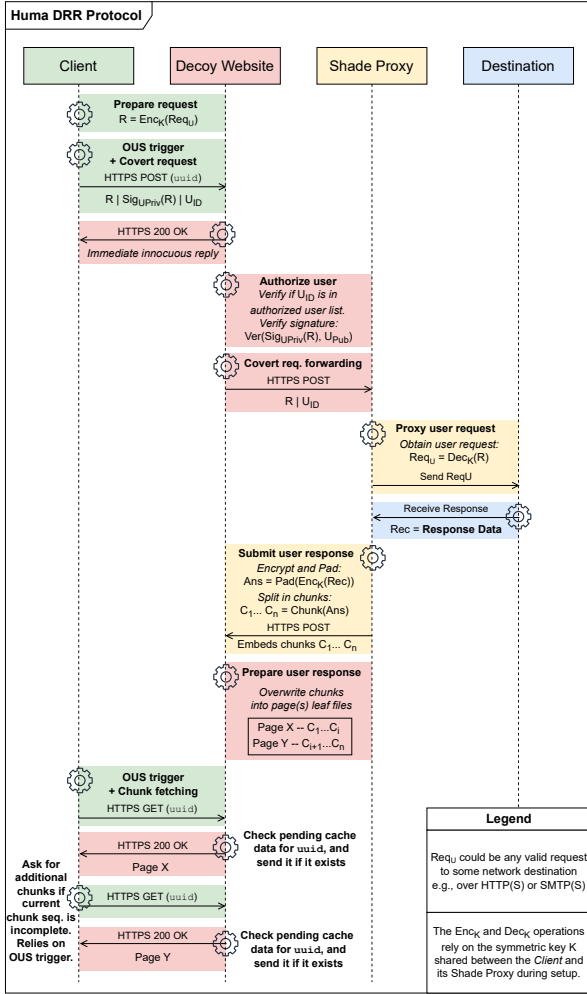 Huma DRR Protocol
Client
Decoy Website
Shade Proxy
Destination
Prepare request
R = Enc_K(Req_U)
OUS trigger
+ Covert request
HTTPS POST (uuid)
R | Sig_UPriv(R) | U_ID
HTTPS 200 OK
Immediate innocuous reply
Authorize user
Verify if U_ID is in
authorized user list.
Verify signature:
Ver(Sig_UPriv(R), U_Pub)
Covert req. forwarding
HTTPS POST
R | U_ID
Proxy user request
Obtain user request:
Req_U = Dec_K(R)
Send ReqU
Receive Response
Rec = Response Data
Submit user response
Encrypt and Pad:
Ans = Pad(Enc_K(Rec))
Split in chunks:
C_1... C_n = Chunk(Ans)
HTTPS POST
Embeds chunks C_1... C_n
Prepare user response
Overwrite chunks
into page(s) leaf files
Page X -- C_1...C_i
Page Y -- C_i+1...C_n
OUS trigger
+ Chunk fetching
HTTPS GET (uuid)
HTTPS 200 OK
Page X
Check pending cache
data for uuid, and
send it if it exists
Ask for
additional
chunks if
current
chunk seq. is
incomplete.
Relies on
OUS trigger.
HTTPS GET (uuid)
HTTPS 200 OK
Page Y
Check pending cache
data for uuid, and
send it if it exists
Legend
Req_U could be any valid request
to some network destination
e.g., over HTTP(S) or SMTP(S)
The Enc_K and Dec_K operations
rely on the symmetric key K
shared between the Client and
its Shade Proxy during setup.